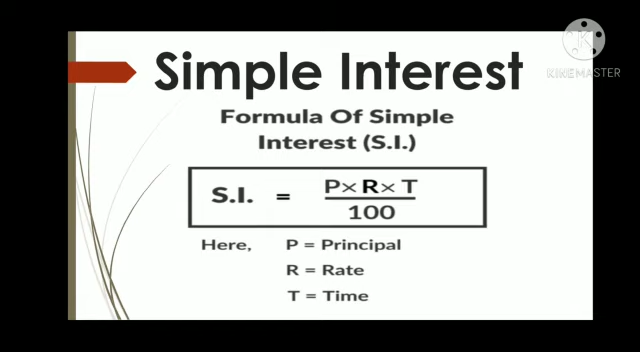 Simple Interest
KINEMASTER
Formula Of Simple
Interest (S.I.)
S.I. = P× R× T
100
Here, P = Principal
R = Rate
T = Time